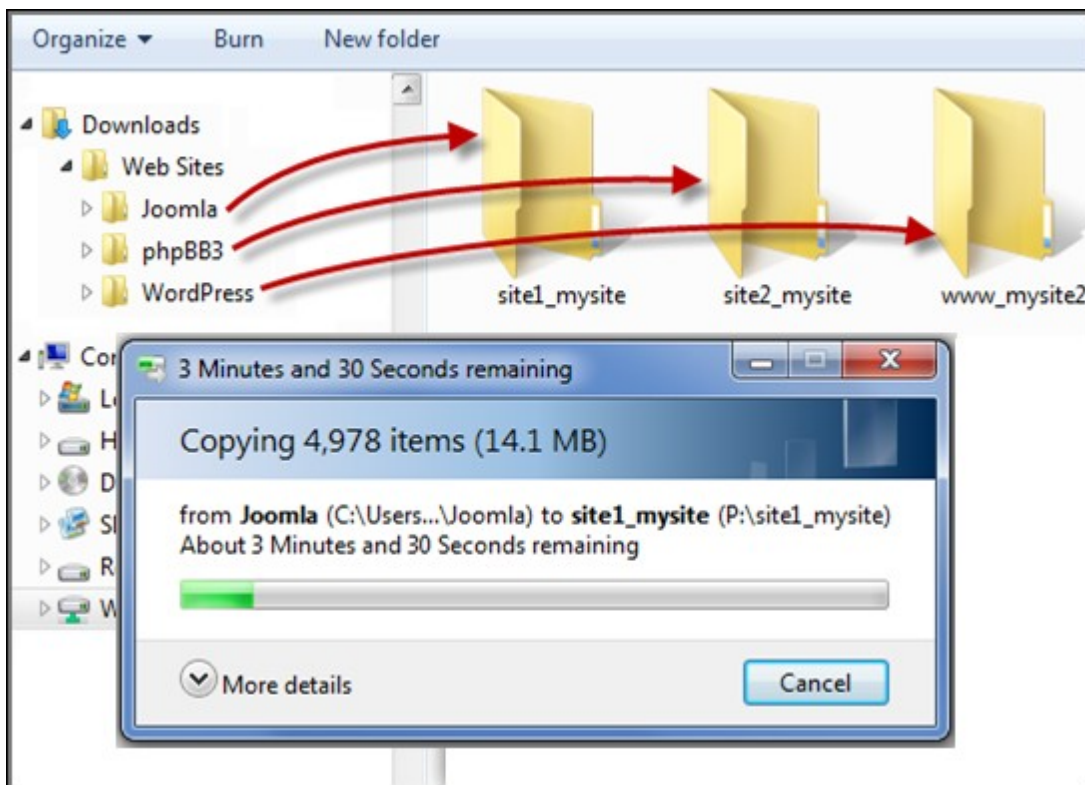 Organize Burn New folder
Downloads
Web Sites
Joomla
phpBB3
WordPress
site1_mysite site2_mysite www_mysite2
3 Minutes and 30 Seconds remaining
Copying 4,978 items (14.1 MB)
from Joomla (C:\Users...\Joomla) to site1_mysite (P:\site1_mysite)
About 3 Minutes and 30 Seconds remaining
More details
Cancel